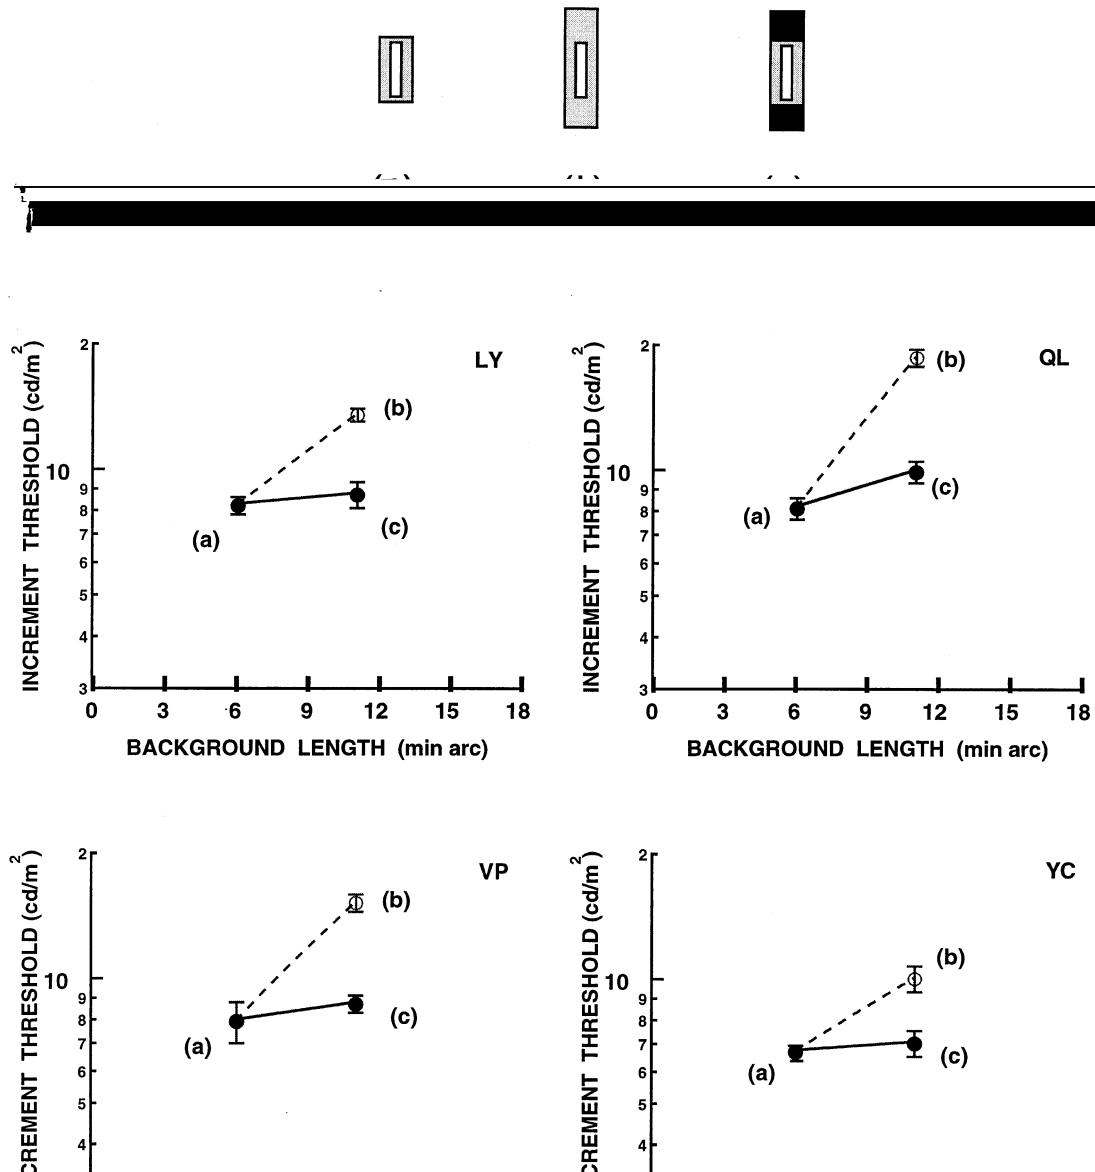 LY
INCREMENT THRESHOLD (cd/m2)
2
10
9
8
7
6
5
4
3
(a)
(b)
(c)
0 3 6 9 12 15 18
BACKGROUND LENGTH (min arc)
QL
INCREMENT THRESHOLD (cd/m2)
2
10
9
8
7
6
5
4
3
(a)
(b)
(c)
0 3 6 9 12 15 18
BACKGROUND LENGTH (min arc)
VP
CREMENT THRESHOLD (cd/m2)
2
10
9
8
7
6
5
4
(a)
(b)
(c)
YC
CREMENT THRESHOLD (cd/m2)
2
10
9
8
7
6
5
4
(a)
(b)
(c)